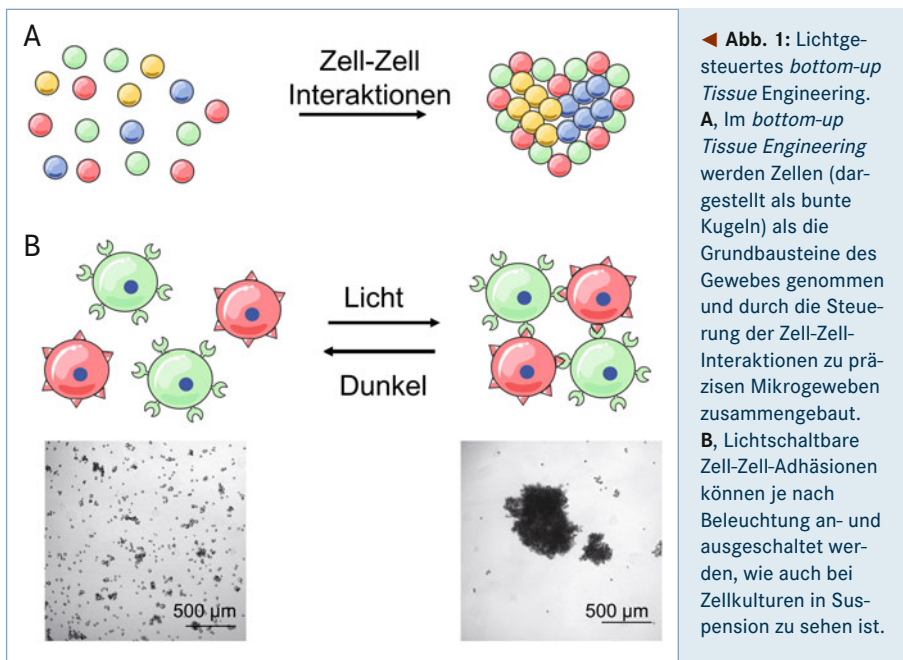 A
Zell-Zell
Interaktionen
B
Licht
Dunkel
500 µm
500 µm
◄ Abb. 1: Lichtge-
steuertes bottom-up
Tissue Engineering.
A, Im bottom-up
Tissue Engineering
werden Zellen (dar-
gestellt als bunte
Kugeln) als die
Grundbausteine des
Gewebes genommen
und durch die Steue-
rung der Zell-Zell-
Interaktionen zu prä-
zisen Mikrogeweben
zusammengebaut.
B, Lichtschaltbare
Zell-Zell-Adhäsionen
können je nach
Beleuchtung an- und
ausgeschaltet wer-
den, wie auch bei
Zellkulturen in Sus-
pension zu sehen ist.